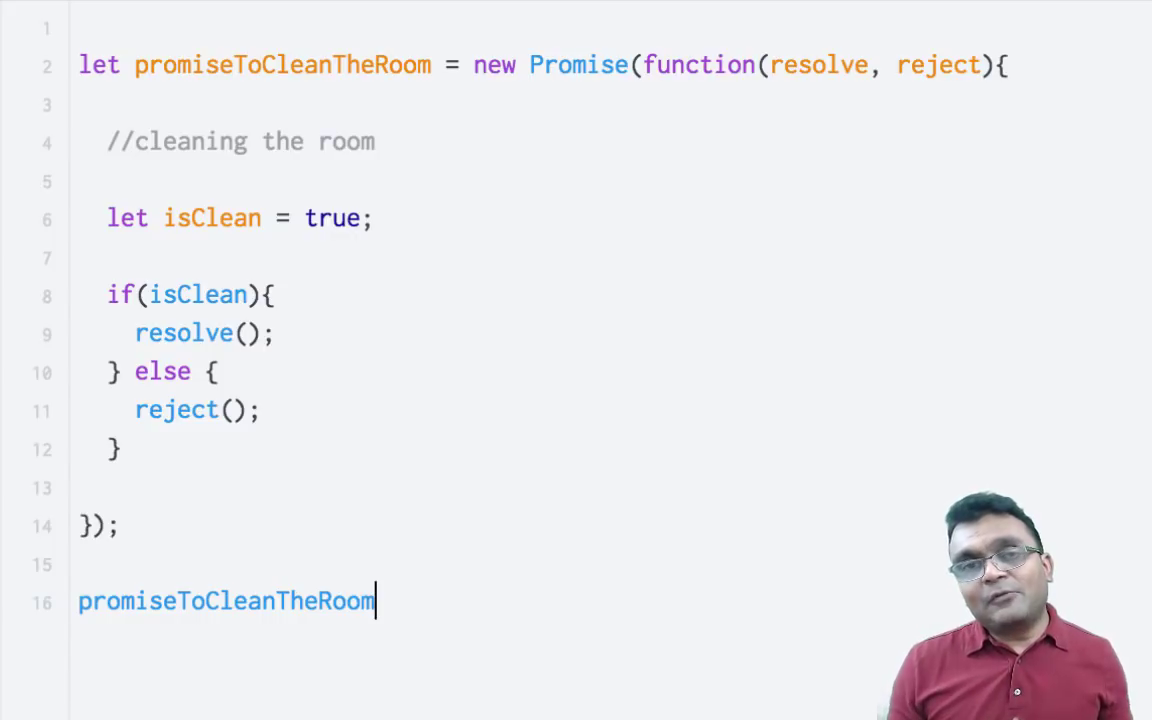 1
2 let promiseToCleanTheRoom = new Promise(function(resolve, reject){
3
4 //cleaning the room
5
6 let isClean = true;
7
8 if(isClean){
9 resolve();
10 } else {
11 reject();
12 }
13
14 });
15
16 promiseToCleanTheRoom